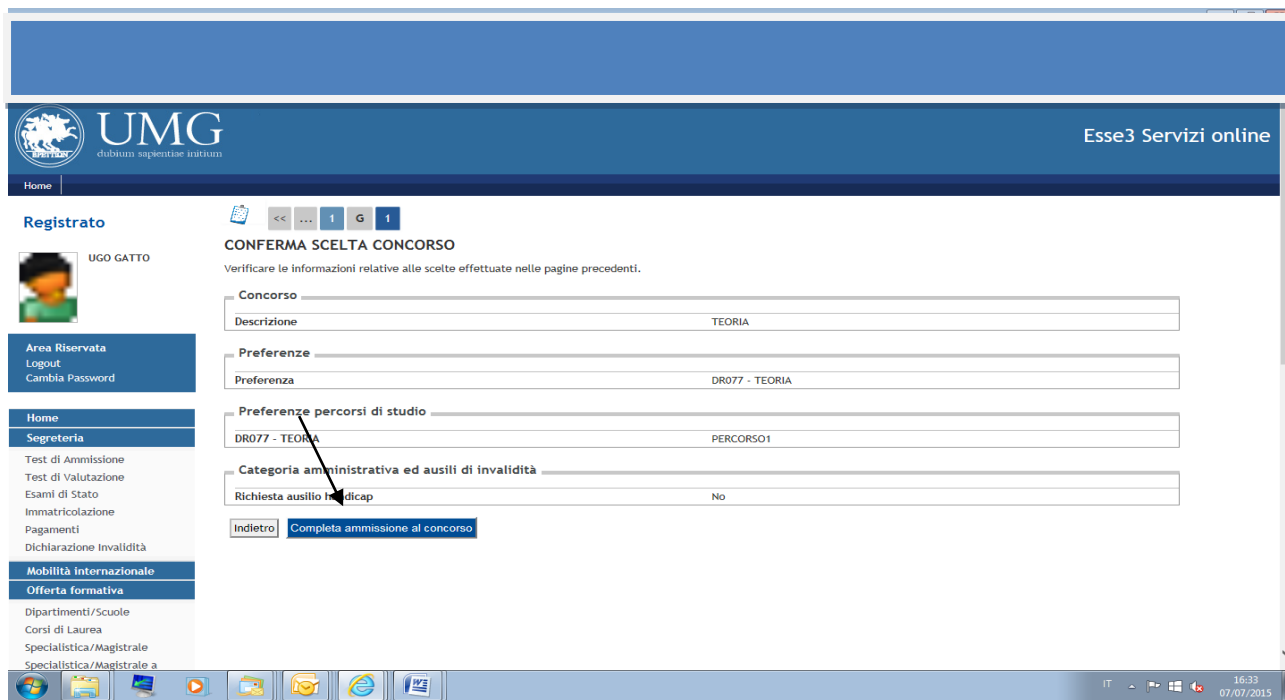 UMG
dubium sapientiae initium
Esse3 Servizi online
Home
Registrato
UGO GATTO
Area Riservata
Logout
Cambia Password
Home
Segreteria
Test di Ammissione
Test di Valutazione
Esami di Stato
Immatricolazione
Pagamenti
Dichiarazione Invalidità
Mobilità internazionale
Offerta formativa
Dipartimenti/Scuole
Corsi di Laurea
Specialistica/Magistrale
Specialistica/Magistrale a
<< ... 1 G 1
CONFERMA SCELTA CONCORSO
Verificare le informazioni relative alle scelte effettuate nelle pagine precedenti.
Concorso
Descrizione TEORIA
Preferenze
Preferenza DR077 - TEORIA
Preferenze percorsi di studio
DR077 - TEORIA PERCORSO1
Categoria amministrativa ed ausili di invalidità
Richiesta ausilio handicap No
Indietro Completa ammissione al concorso
IT 16:33
07/07/2015